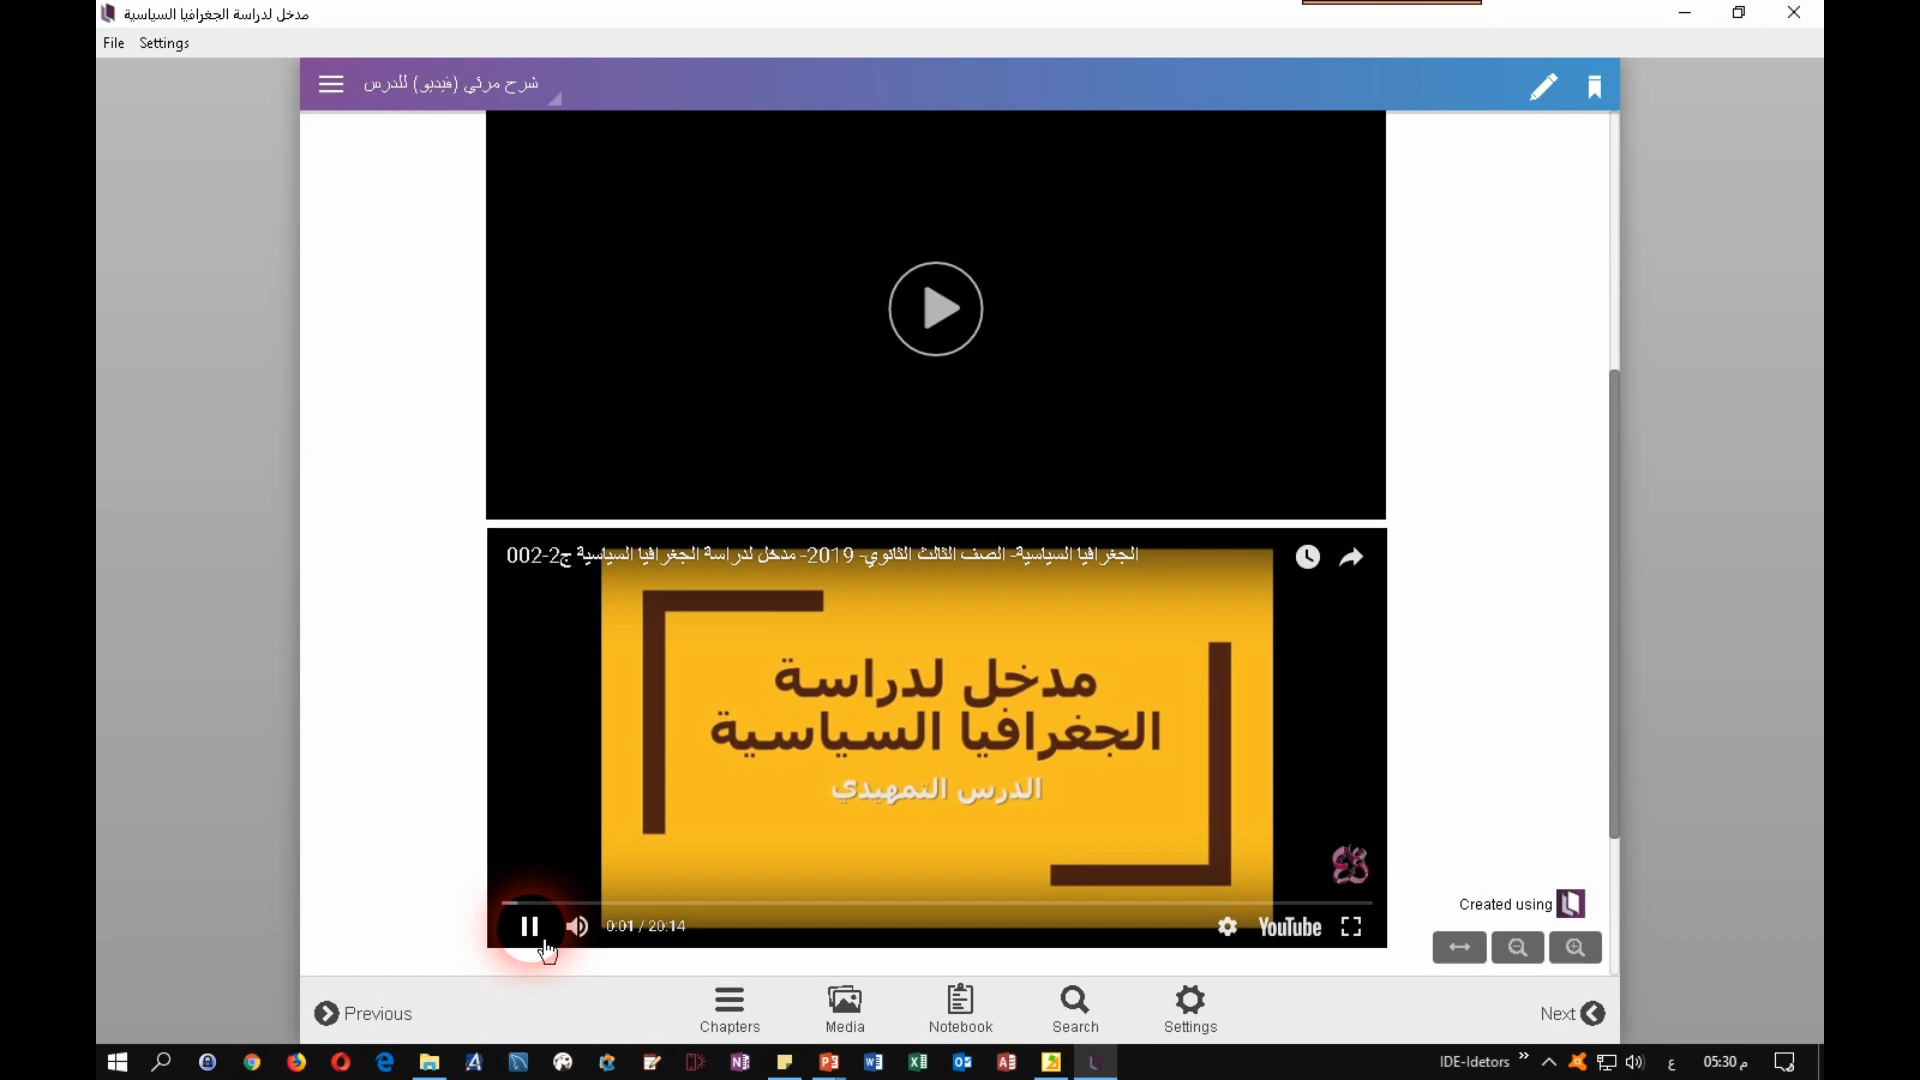 مدخل لدراسة الجغرافيا السياسية
File Settings
شرح مرئي (فيديو) للدرس
الجغرافيا السياسية- الصف الثالث الثانوي- 2019- مدخل لدراسة الجغرافيا السياسية ج2-002
مدخل لدراسة
الجغرافيا السياسية
الدرس التمهيدي
0:01 / 20:14
YouTube
Created using
Previous
Chapters
Media
Notebook
Search
Settings
Next
IDE-Idetors
ع
05:30 م